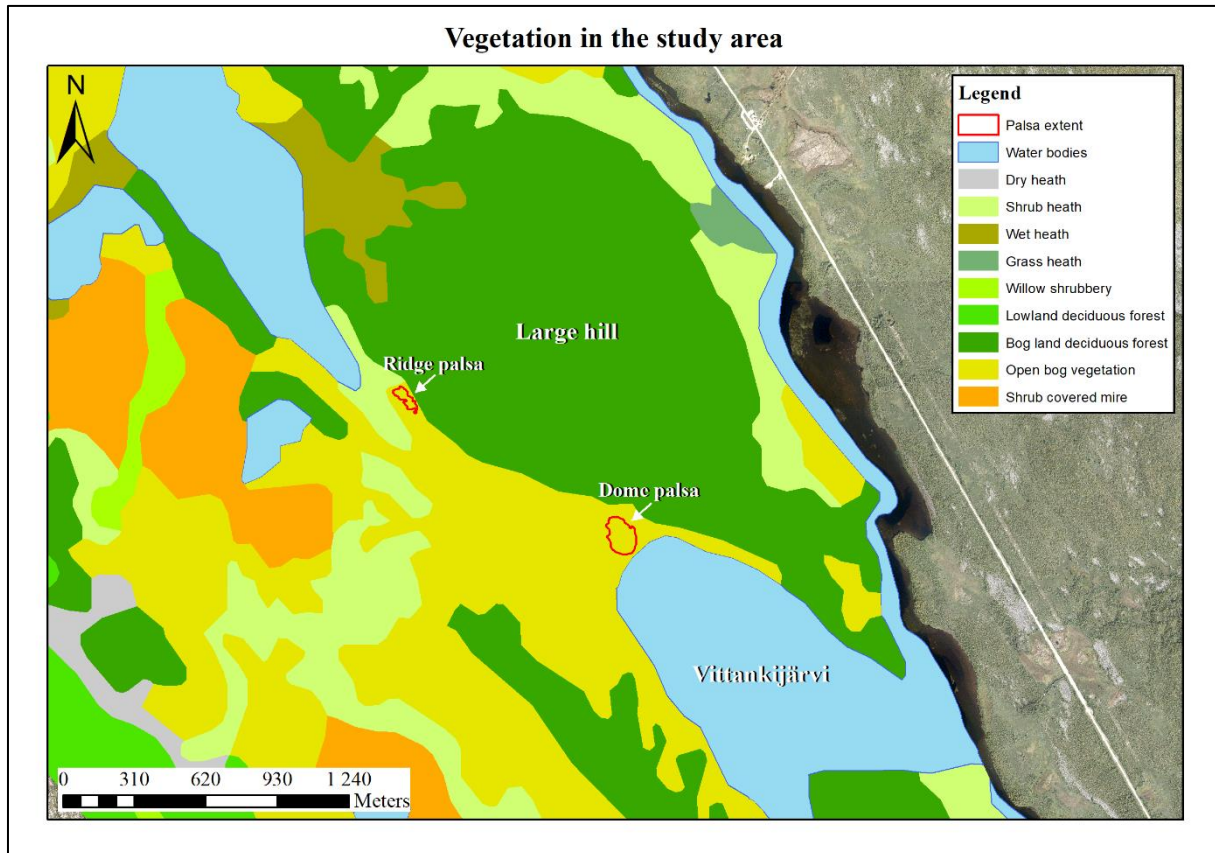 Vegetation in the study area
N
Legend
Palsa extent
Water bodies
Dry heath
Shrub heath
Wet heath
Grass heath
Willow shrubbery
Lowland deciduous forest
Bog land deciduous forest
Open bog vegetation
Shrub covered mire
Large hill
Ridge palsa
Dome palsa
Vittankijärvi
0 310 620 930 1 240
Meters